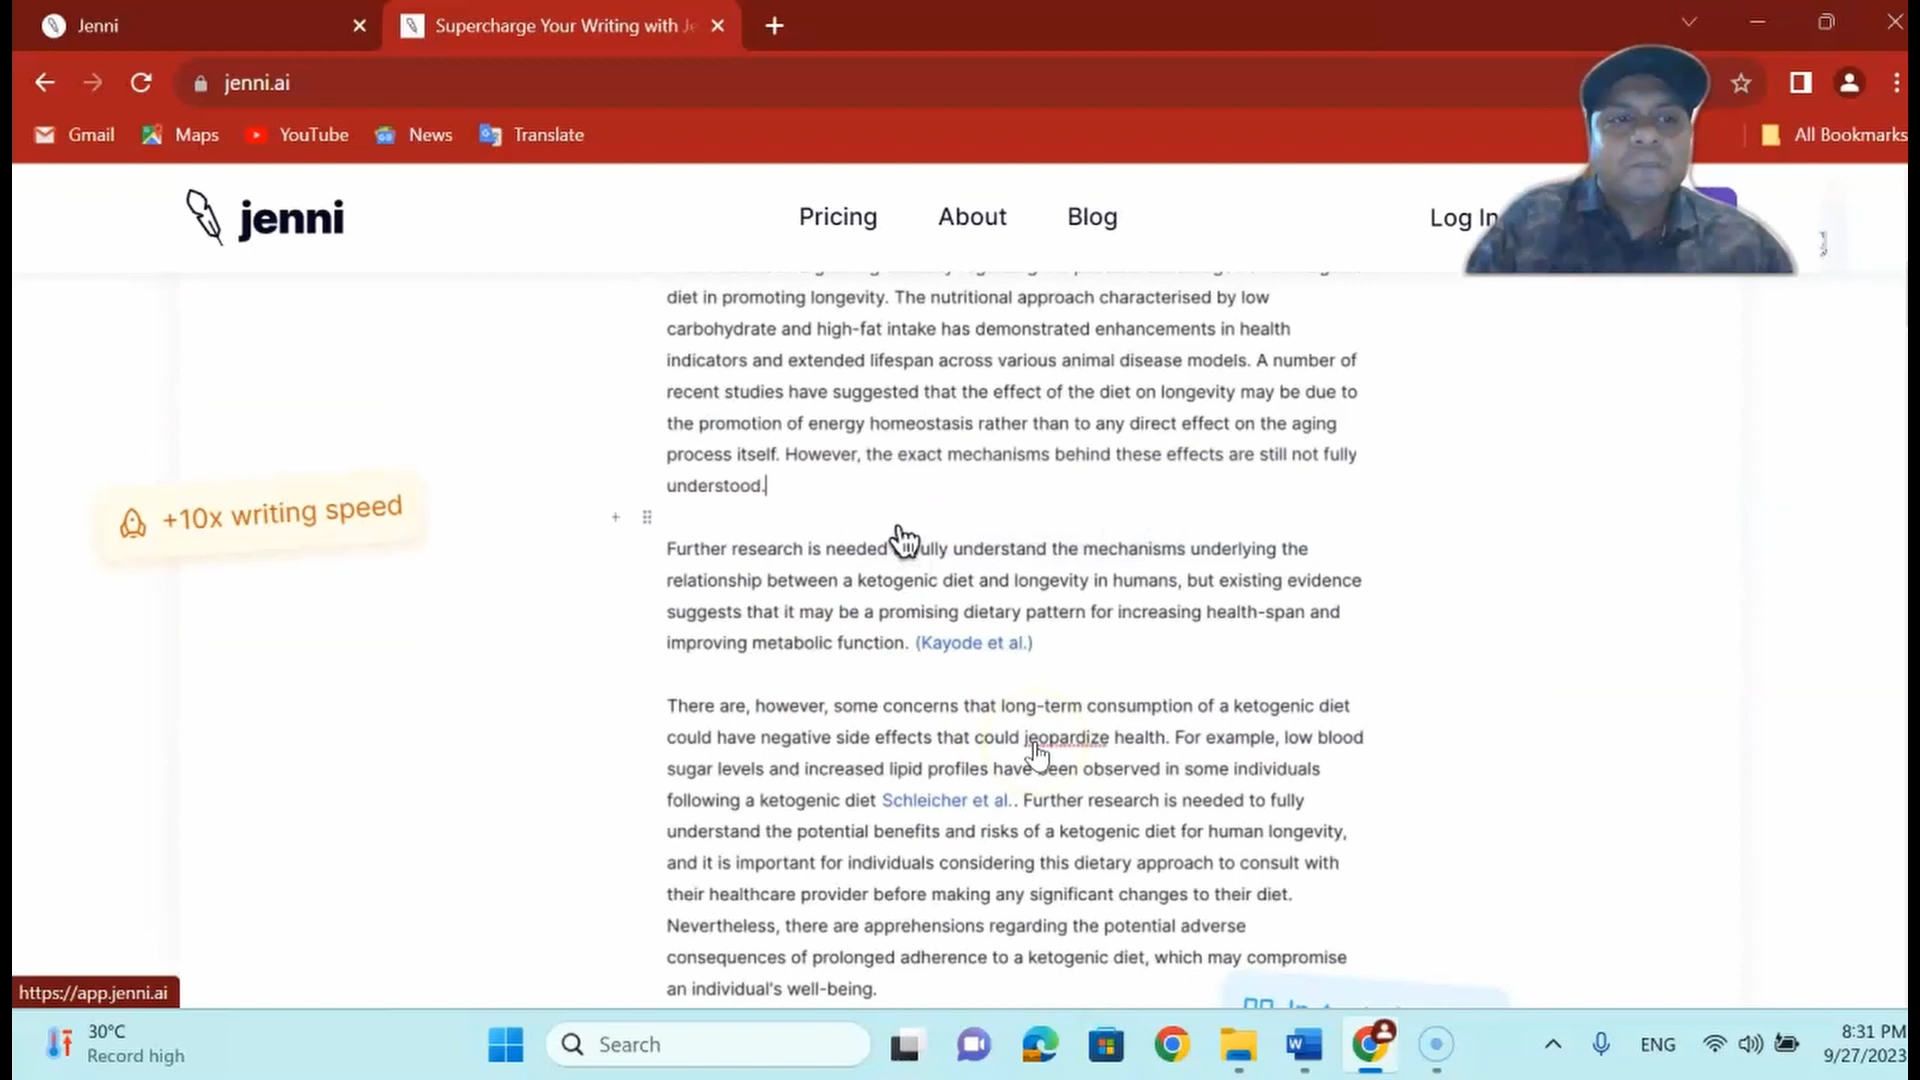 Jenni
Supercharge Your Writing with Je
jenni.ai
Gmail
Maps
YouTube
News
Translate
All Bookmarks
jenni
Pricing
About
Blog
Log In
diet in promoting longevity. The nutritional approach characterised by low
carbohydrate and high-fat intake has demonstrated enhancements in health
indicators and extended lifespan across various animal disease models. A number of
recent studies have suggested that the effect of the diet on longevity may be due to
the promotion of energy homeostasis rather than to any direct effect on the aging
process itself. However, the exact mechanisms behind these effects are still not fully
understood.
+10x writing speed
Further research is needed fully understand the mechanisms underlying the
relationship between a ketogenic diet and longevity in humans, but existing evidence
suggests that it may be a promising dietary pattern for increasing health-span and
improving metabolic function. (Kayode et al.)
There are, however, some concerns that long-term consumption of a ketogenic diet
could have negative side effects that could jeopardize health. For example, low blood
sugar levels and increased lipid profiles have been observed in some individuals
following a ketogenic diet Schleicher et al.. Further research is needed to fully
understand the potential benefits and risks of a ketogenic diet for human longevity,
and it is important for individuals considering this dietary approach to consult with
their healthcare provider before making any significant changes to their diet.
Nevertheless, there are apprehensions regarding the potential adverse
consequences of prolonged adherence to a ketogenic diet, which may compromise
an individual's well-being.
https://app.jenni.ai
30°C
Record high
Search
ENG
8:31 PM
9/27/2023